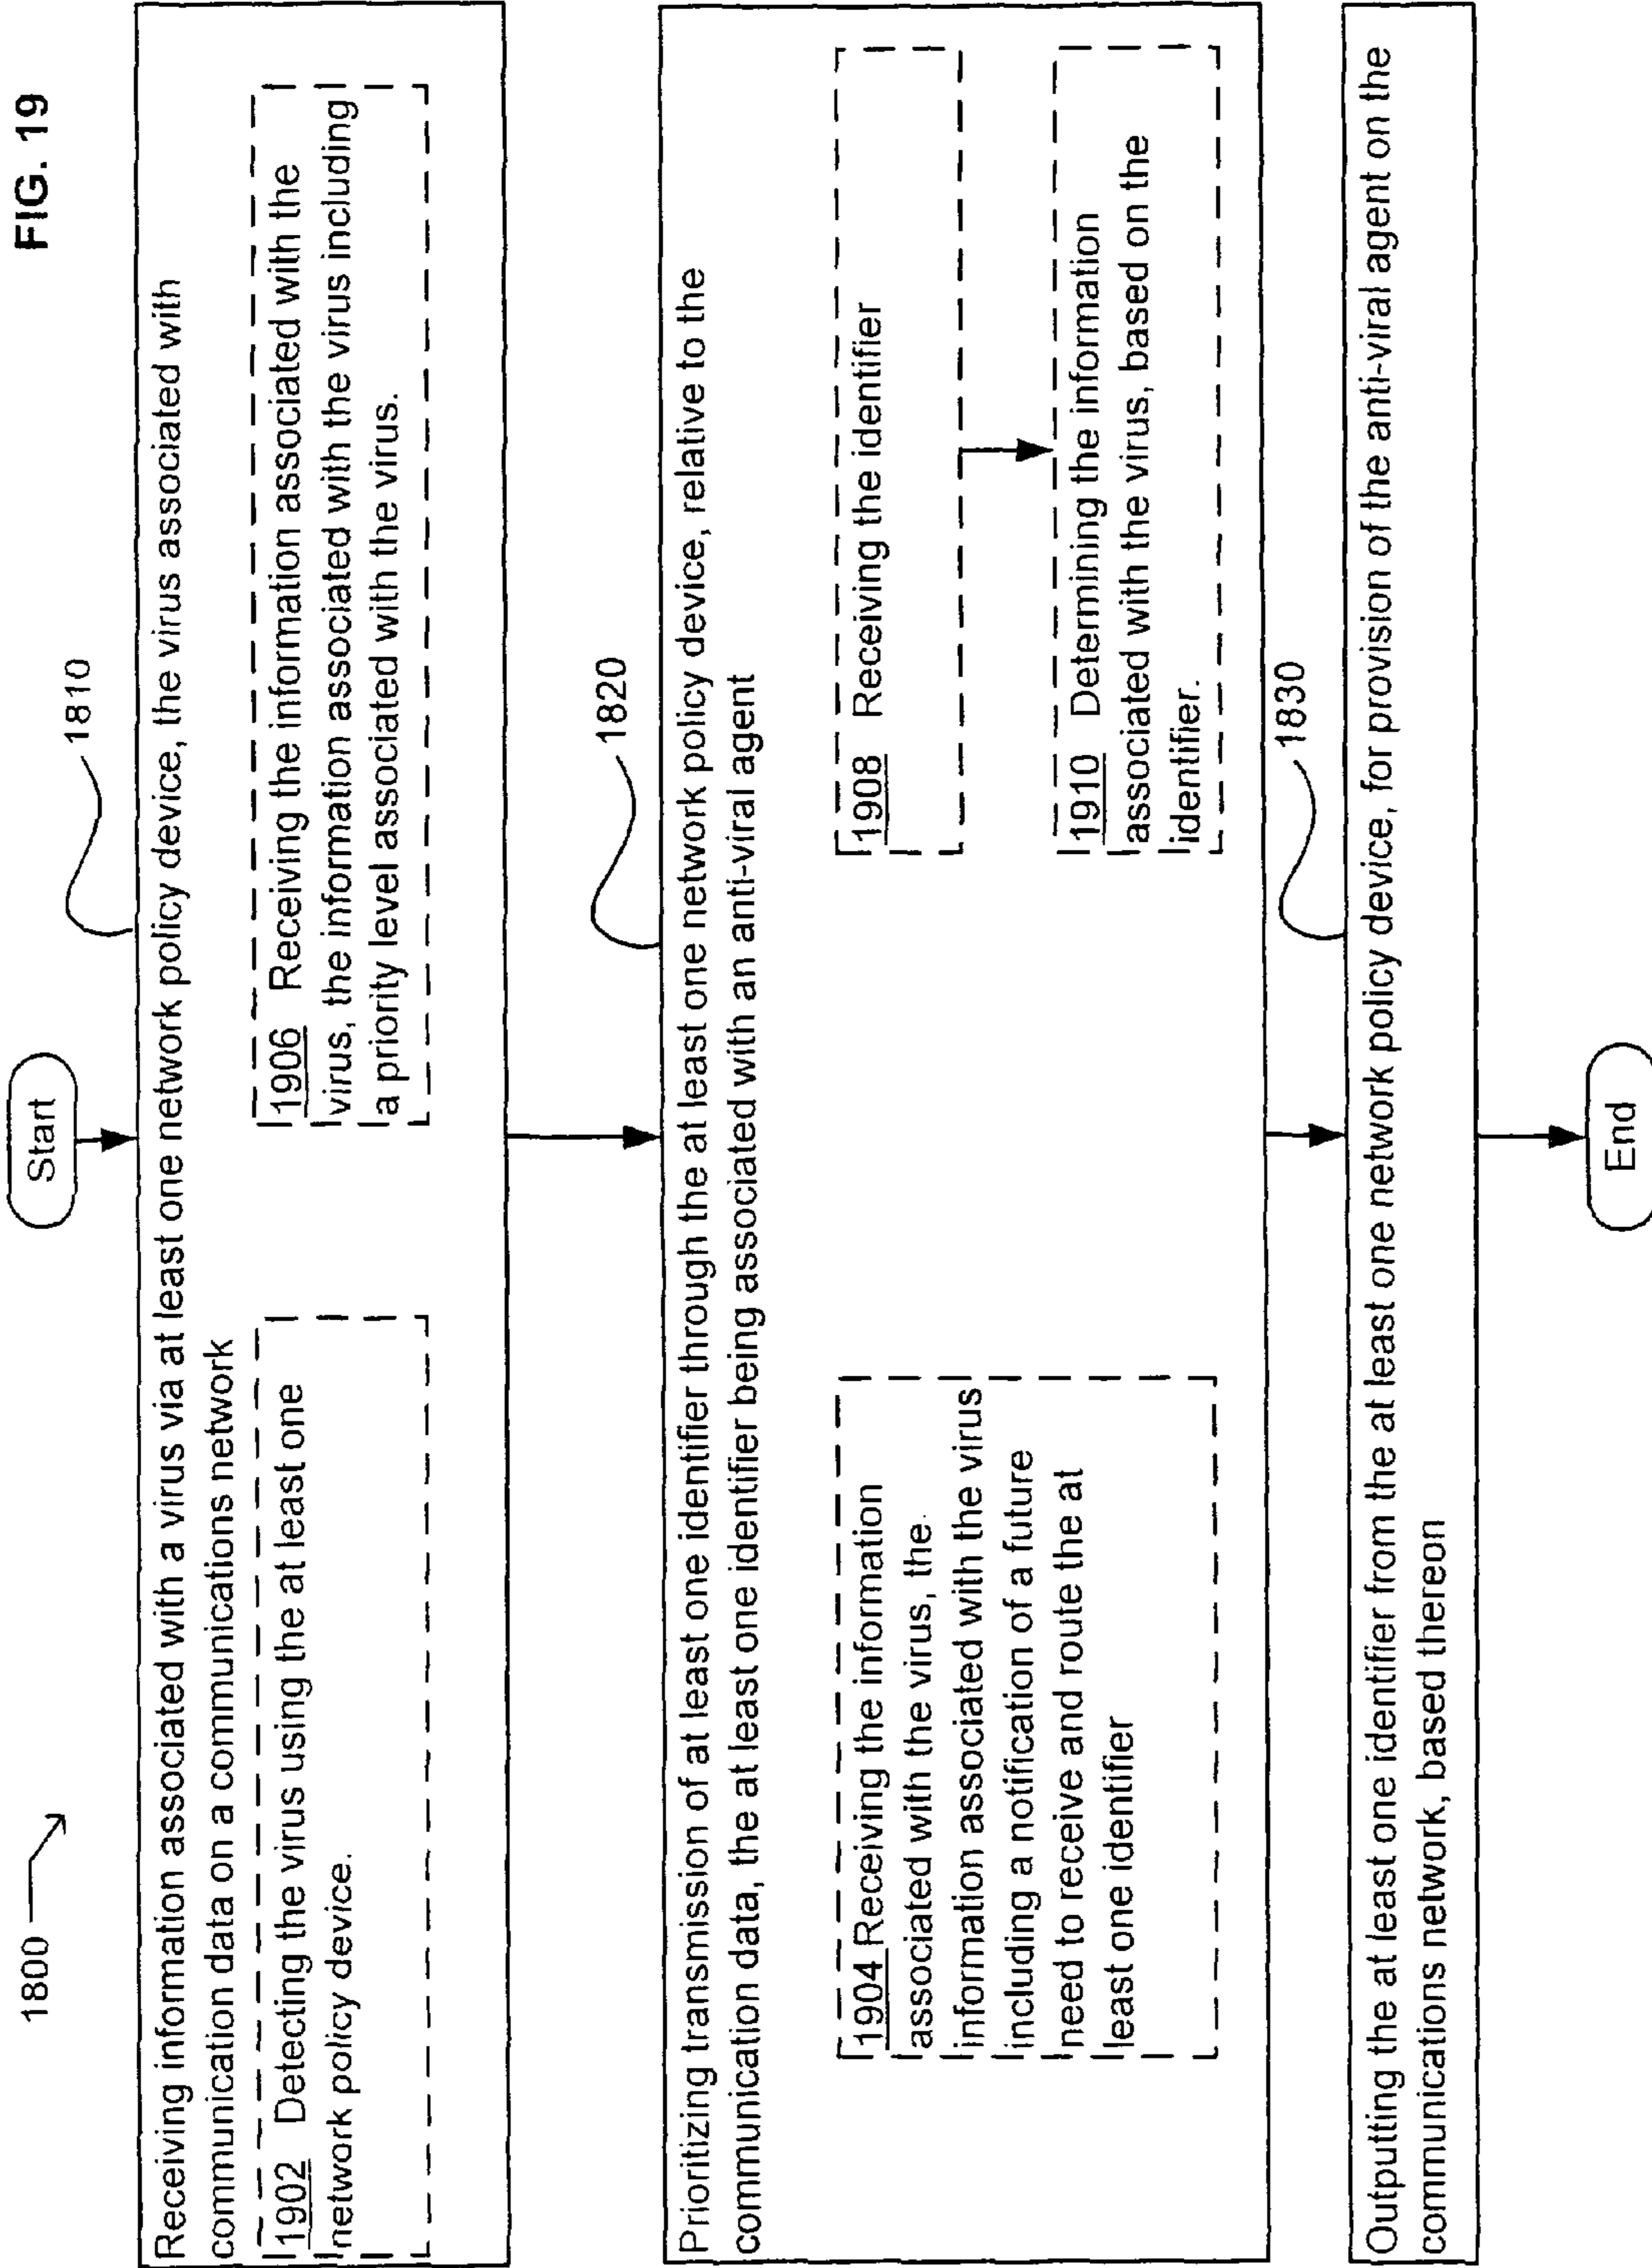 FIG. 19
1800
Start
1810
Receiving information associated with a virus via at least one network policy device, the virus associated with
communication data on a communications network
1902 Detecting the virus using the at least one
network policy device.
1906 Receiving the information associated with the
virus, the information associated with the virus including
a priority level associated with the virus.
1820
Prioritizing transmission of at least one identifier through the at least one network policy device, relative to the
communication data, the at least one identifier being associated with an anti-viral agent
1904 Receiving the information
associated with the virus, the
information associated with the virus
including a notification of a future
need to receive and route the at
least one identifier
1908 Receiving the identifier
1910 Determining the information
associated with the virus, based on the
identifier.
1830
Outputting the at least one identifier from the at least one network policy device, for provision of the anti-viral agent on the
communications network, based thereon
End